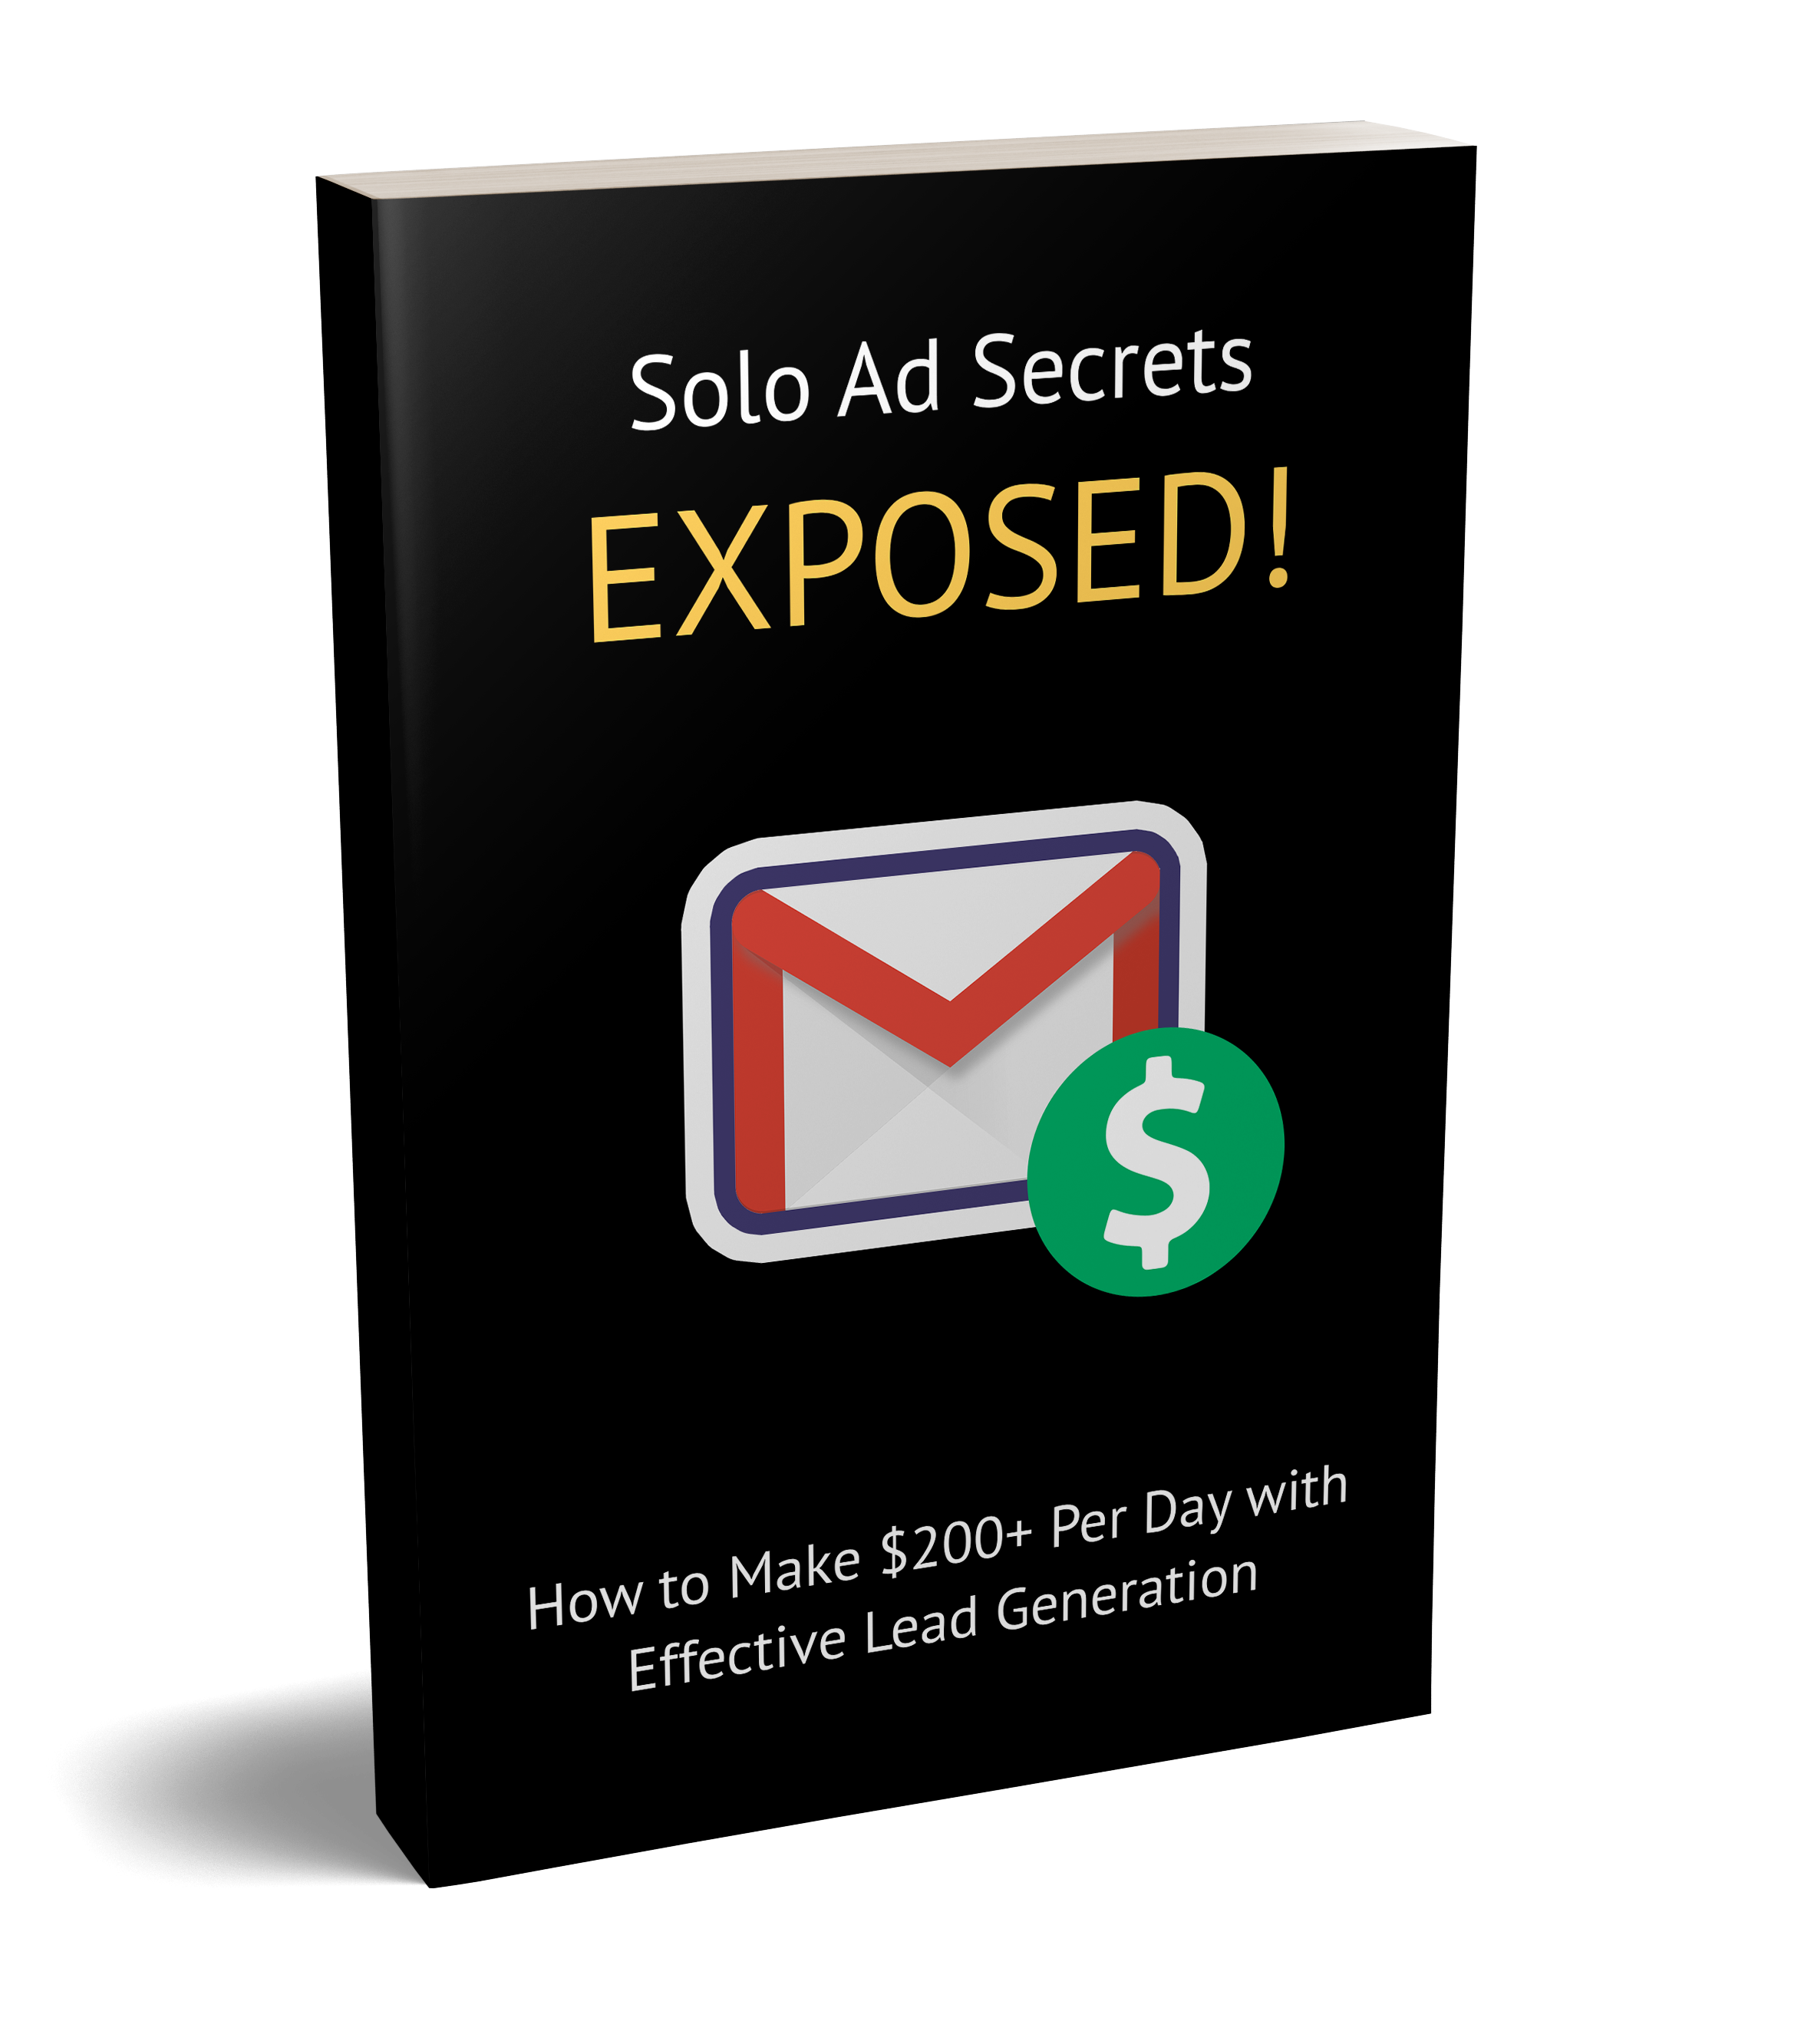 Solo Ad Secrets
EXPOSED!
$
How to Make $200+ Per Day with
Effective Lead Generation